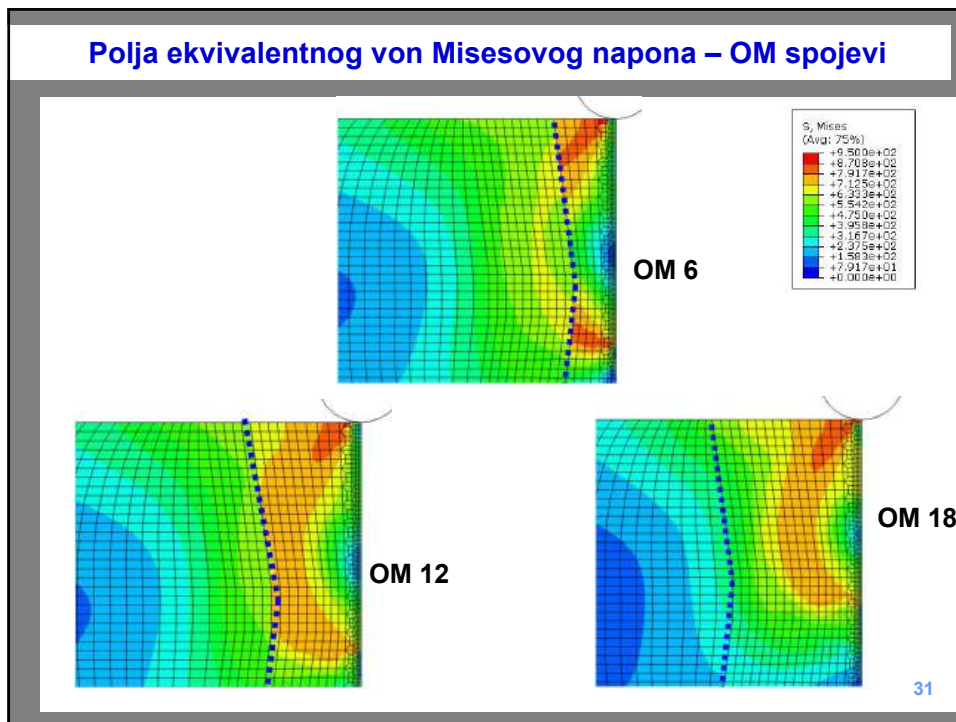 Polja ekvivalentnog von Misesovog napona – OM spojevi
S, Mises
(Avg: 75%)
+9.500e+02
+8.708e+02
+7.917e+02
+7.125e+02
+6.333e+02
+5.542e+02
+4.750e+02
+3.958e+02
+3.167e+02
+2.375e+02
+1.583e+02
+7.917e+01
+0.000e+00
OM 6
OM 12
OM 18
31